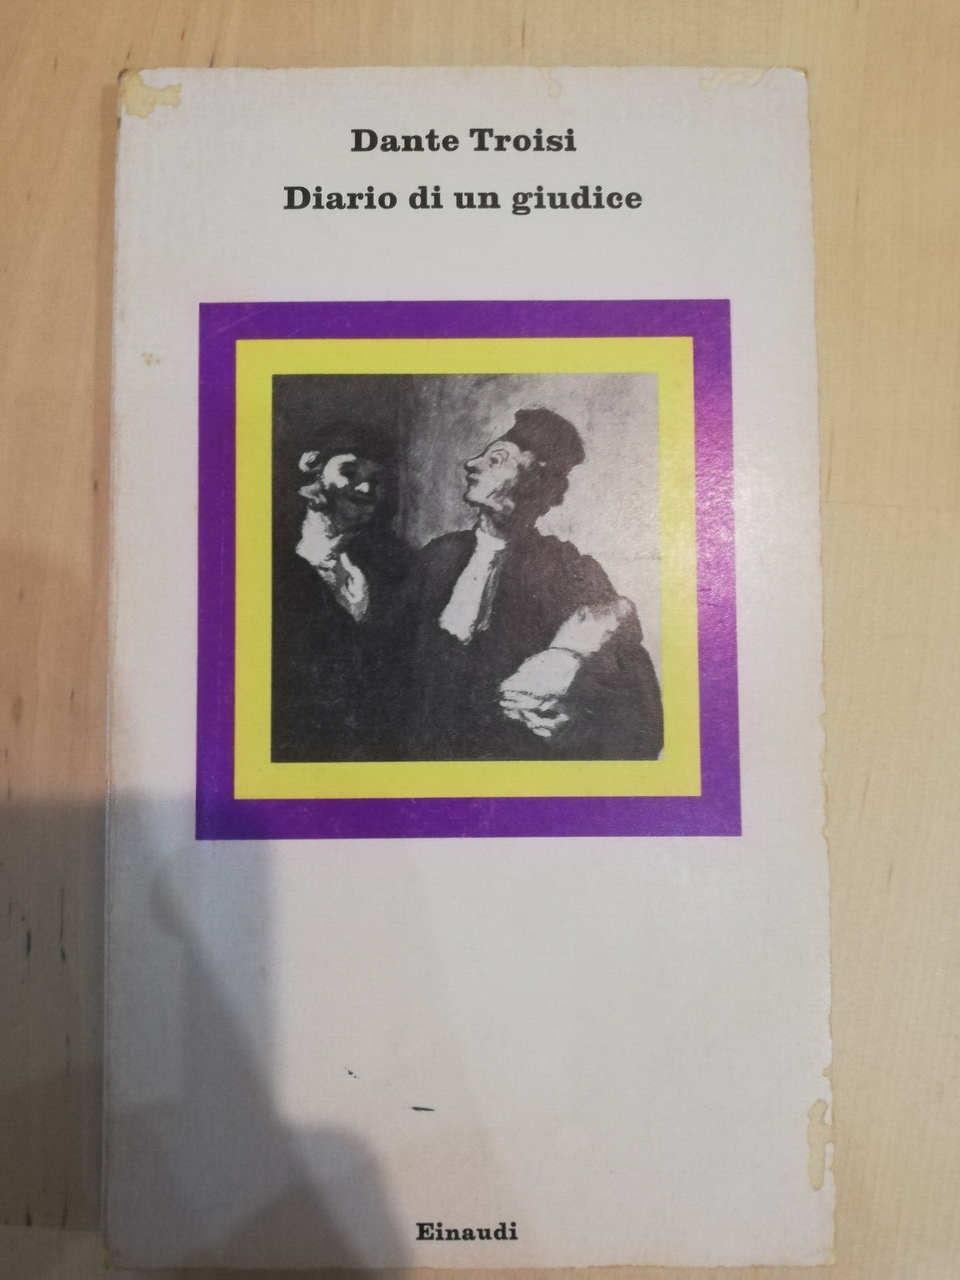 Dante Troisi
Diario di un giudice
Einaudi